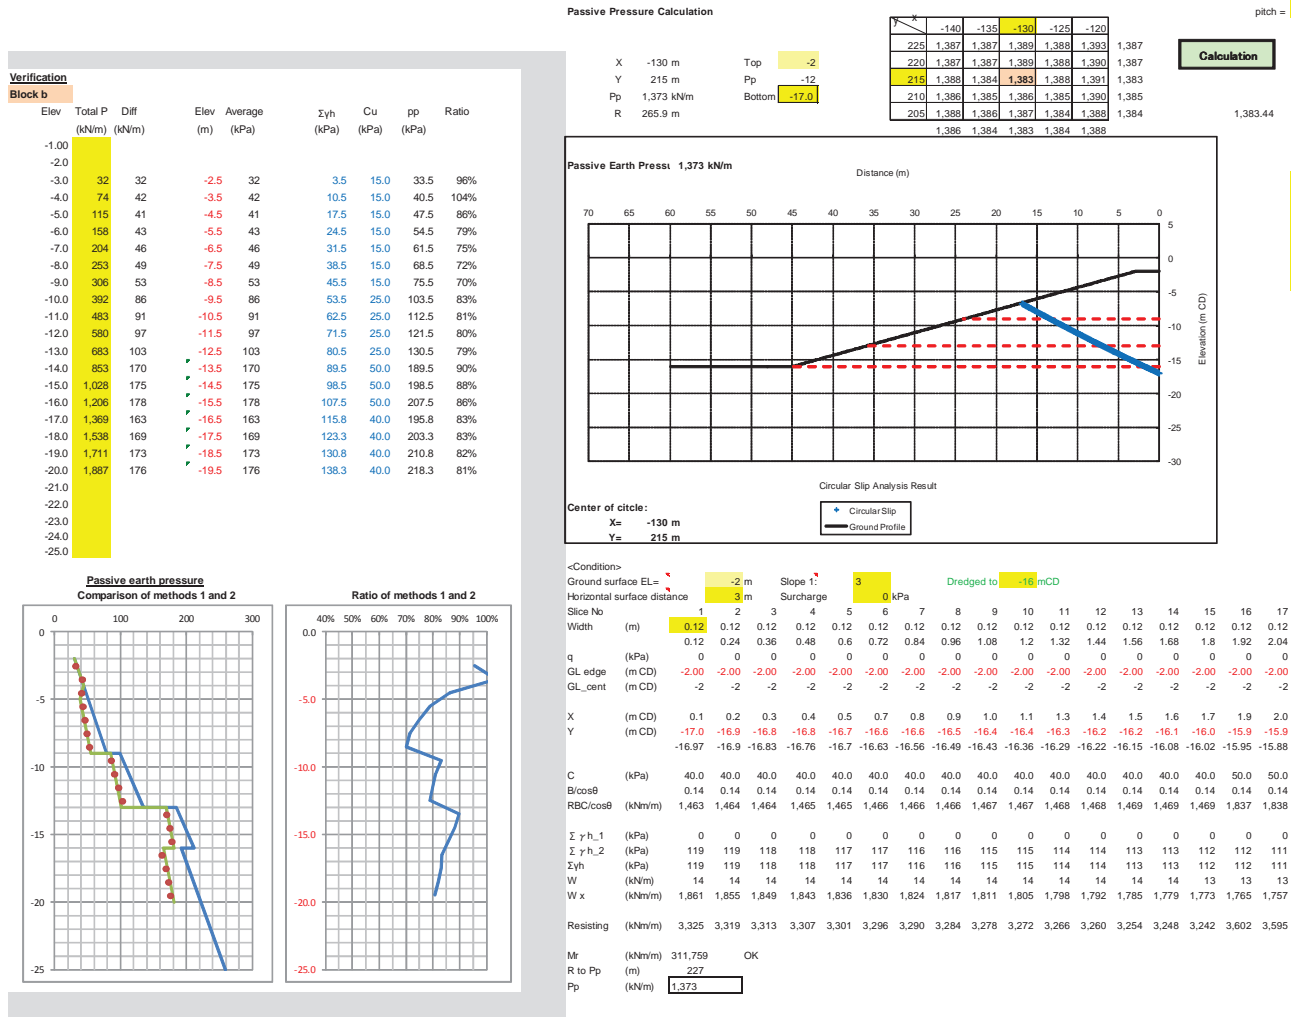 Passive Pressure Calculation
pitch =
y x -140 -135 -130 -125 -120
225 1,387 1,387 1,389 1,388 1,393 1,387
220 1,387 1,387 1,389 1,388 1,390 1,387
215 1,388 1,384 1,383 1,388 1,391 1,383
210 1,386 1,385 1,386 1,385 1,390 1,385
205 1,388 1,386 1,387 1,384 1,388 1,384
1,386 1,384 1,383 1,384 1,388
Calculation
1,383.44
X -130 m Top -2
Y 215 m Pp -12
Pp 1,373 kN/m Bottom -17.0
R 265.9 m
Verification
Block b
Elev Total P Diff Elev Average Σγh Cu pp Ratio
(kN/m) (kN/m) (m) (kPa) (kPa) (kPa) (kPa)
-1.00
-2.0
-3.0 32 32 -2.5 32 3.5 15.0 33.5 96%
-4.0 74 42 -3.5 42 10.5 15.0 40.5 104%
-5.0 115 41 -4.5 41 17.5 15.0 47.5 86%
-6.0 158 43 -5.5 43 24.5 15.0 54.5 79%
-7.0 204 46 -6.5 46 31.5 15.0 61.5 75%
-8.0 253 49 -7.5 49 38.5 15.0 68.5 72%
-9.0 306 53 -8.5 53 45.5 15.0 75.5 70%
-10.0 392 86 -9.5 86 53.5 25.0 103.5 83%
-11.0 483 91 -10.5 91 62.5 25.0 112.5 81%
-12.0 580 97 -11.5 97 71.5 25.0 121.5 80%
-13.0 683 103 -12.5 103 80.5 25.0 130.5 79%
-14.0 853 170 -13.5 170 89.5 50.0 189.5 90%
-15.0 1,028 175 -14.5 175 98.5 50.0 198.5 88%
-16.0 1,206 178 -15.5 178 107.5 50.0 207.5 86%
-17.0 1,369 163 -16.5 163 115.8 40.0 195.8 83%
-18.0 1,538 169 -17.5 169 123.3 40.0 203.3 83%
-19.0 1,711 173 -18.5 173 130.8 40.0 210.8 82%
-20.0 1,887 176 -19.5 176 138.3 40.0 218.3 81%
-21.0
-22.0
-23.0
-24.0
-25.0
Passive Earth Pressu 1,373 kN/m
Distance (m)
70 65 60 55 50 45 40 35 30 25 20 15 10 5 0
5
0
-5
-10
-15
-20
-25
-30
Elevation (m CD)
Circular Slip Analysis Result
Circular Slip
Ground Profile
Center of citcle:
X= -130 m
Y= 215 m
Passive earth pressure
Comparison of methods 1 and 2
0 100 200 300
0
-5
-10
-15
-20
-25
Ratio of methods 1 and 2
40% 50% 60% 70% 80% 90% 100%
0.0
-5.0
-10.0
-15.0
-20.0
-25.0
<Condition>
Ground surface EL= -2 m Slope 1: 3 Dredged to -16 mCD
Horizontal surface distance 3 m Surcharge 0 kPa
Slice No 1 2 3 4 5 6 7 8 9 10 11 12 13 14 15 16 17
Width (m) 0.12 0.12 0.12 0.12 0.12 0.12 0.12 0.12 0.12 0.12 0.12 0.12 0.12 0.12 0.12 0.12 0.12
0.12 0.24 0.36 0.48 0.6 0.72 0.84 0.96 1.08 1.2 1.32 1.44 1.56 1.68 1.8 1.92 2.04
q (kPa) 0 0 0 0 0 0 0 0 0 0 0 0 0 0 0 0 0
GL edge (m CD) -2.00 -2.00 -2.00 -2.00 -2.00 -2.00 -2.00 -2.00 -2.00 -2.00 -2.00 -2.00 -2.00 -2.00 -2.00 -2.00 -2.00
GL_cent (m CD) -2 -2 -2 -2 -2 -2 -2 -2 -2 -2 -2 -2 -2 -2 -2 -2 -2
X (m CD) 0.1 0.2 0.3 0.4 0.5 0.7 0.8 0.9 1.0 1.1 1.3 1.4 1.5 1.6 1.7 1.9 2.0
Y (m CD) -17.0 -16.9 -16.8 -16.8 -16.7 -16.6 -16.6 -16.5 -16.4 -16.4 -16.3 -16.2 -16.2 -16.1 -16.0 -15.9 -15.9
-16.97 -16.9 -16.83 -16.76 -16.7 -16.63 -16.56 -16.49 -16.43 -16.36 -16.29 -16.22 -16.15 -16.08 -16.02 -15.95 -15.88
C (kPa) 40.0 40.0 40.0 40.0 40.0 40.0 40.0 40.0 40.0 40.0 40.0 40.0 40.0 40.0 40.0 50.0 50.0
B/cosθ 0.14 0.14 0.14 0.14 0.14 0.14 0.14 0.14 0.14 0.14 0.14 0.14 0.14 0.14 0.14 0.14 0.14
RBC/cosθ (kNm/m) 1,463 1,464 1,464 1,465 1,465 1,466 1,466 1,466 1,467 1,467 1,468 1,468 1,469 1,469 1,469 1,837 1,838
Σγh_1 (kPa) 0 0 0 0 0 0 0 0 0 0 0 0 0 0 0 0 0
Σγh_2 (kPa) 119 119 118 118 117 117 116 116 115 115 114 114 113 113 112 112 111
Σγh (kPa) 119 119 118 118 117 117 116 116 115 115 114 114 113 113 112 112 111
W (kN/m) 14 14 14 14 14 14 14 14 14 14 14 14 14 14 13 13 13
W x (kNm/m) 1,861 1,855 1,849 1,843 1,836 1,830 1,824 1,817 1,811 1,805 1,798 1,792 1,785 1,779 1,773 1,765 1,757
Resisting (kNm/m) 3,325 3,319 3,313 3,307 3,301 3,296 3,290 3,284 3,278 3,272 3,266 3,260 3,254 3,248 3,242 3,602 3,595
Mr (kNm/m) 311,759 OK
R to Pp (m) 227
Pp (kN/m) 1,373